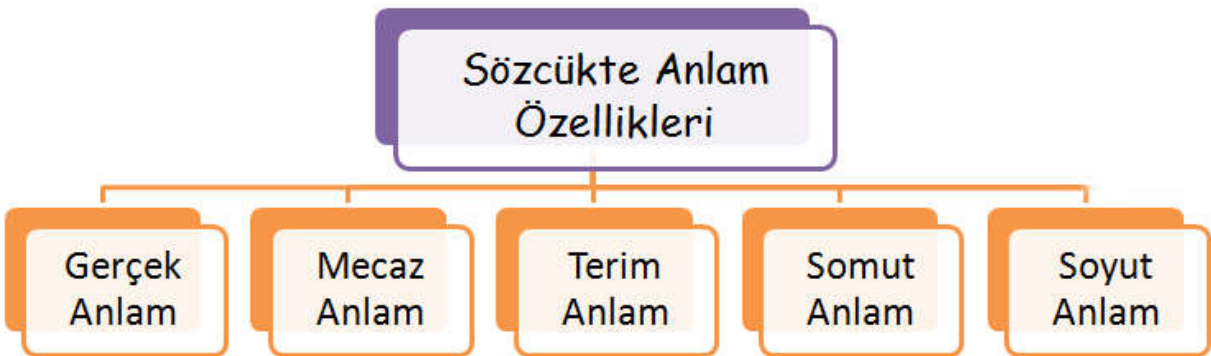 Sözcükte Anlam
Özellikleri
Gerçek
Anlam
Mecaz
Anlam
Terim
Anlam
Somut
Anlam
Soyut
Anlam